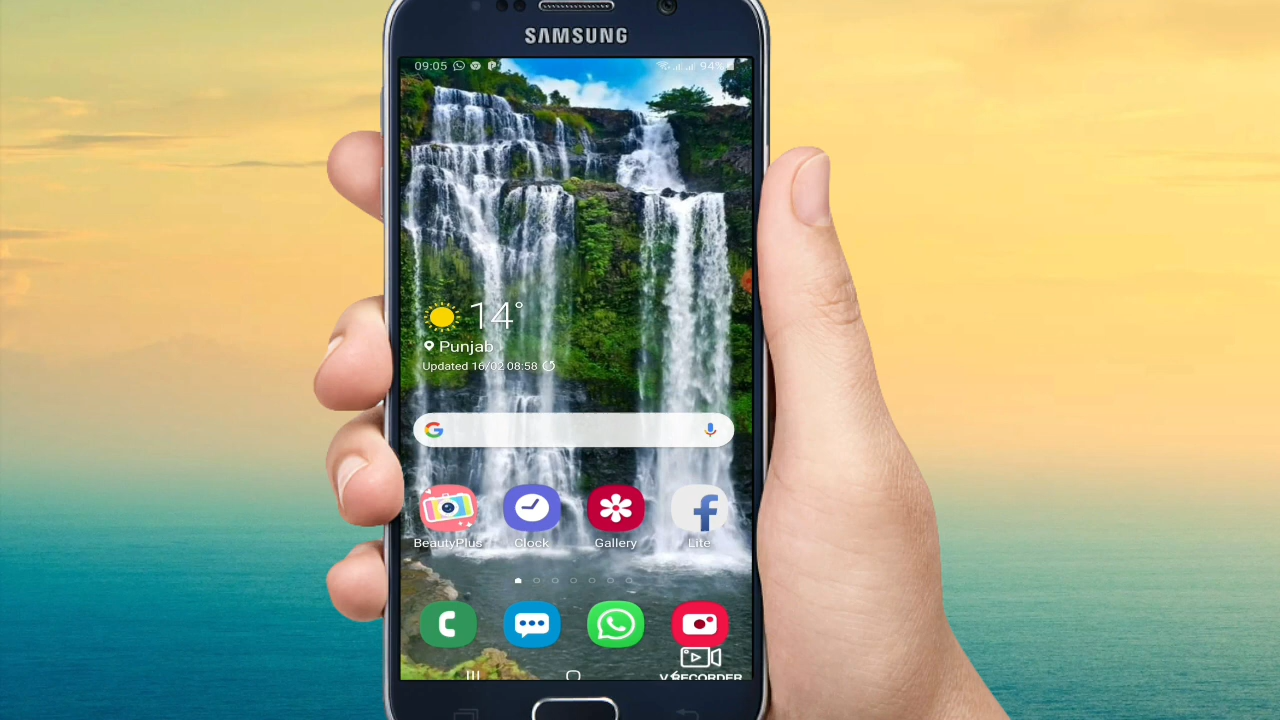 SAMSUNG
09:05 94%
14°
Punjab
Updated 16/02 08:58
BeautyPlus Clock Gallery Lite
V RECORDER